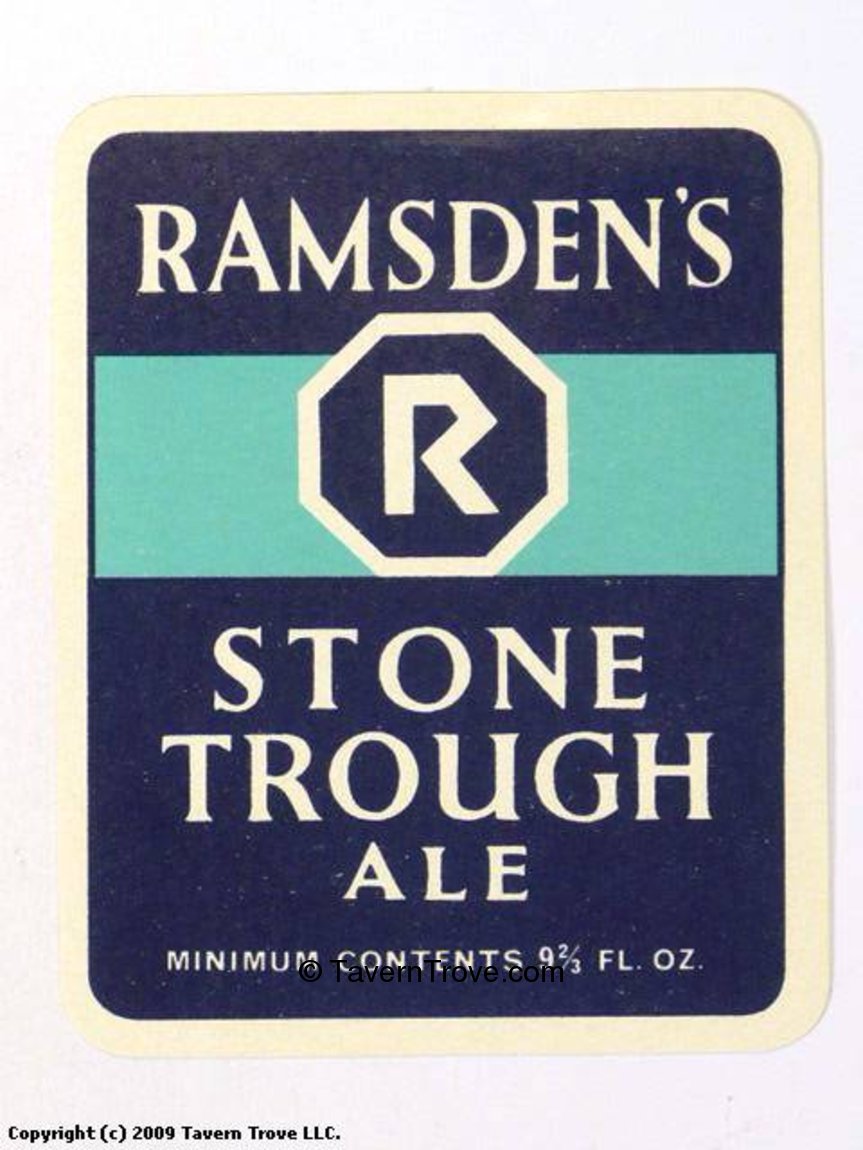 RAMSDEN'S
R
STONE
TROUGH
ALE
MINIMUM CONTENTS 9⅔ FL. OZ.
© TavernTrove.com
Copyright (c) 2009 Tavern Trove LLC.